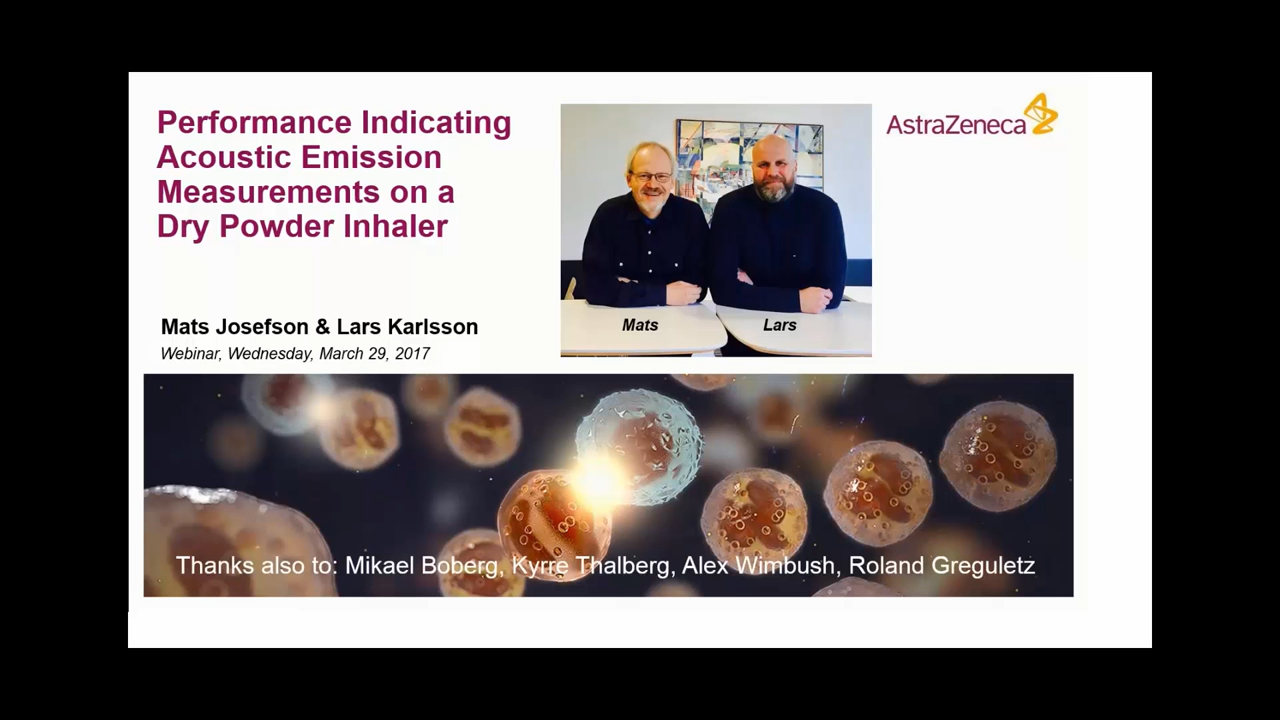 Performance Indicating
Acoustic Emission
Measurements on a
Dry Powder Inhaler
AstraZeneca
Mats Josefson & Lars Karlsson
Webinar, Wednesday, March 29, 2017
Mats
Lars
Thanks also to: Mikael Boberg, Kyrre Thalberg, Alex Wimbush, Roland Greguletz